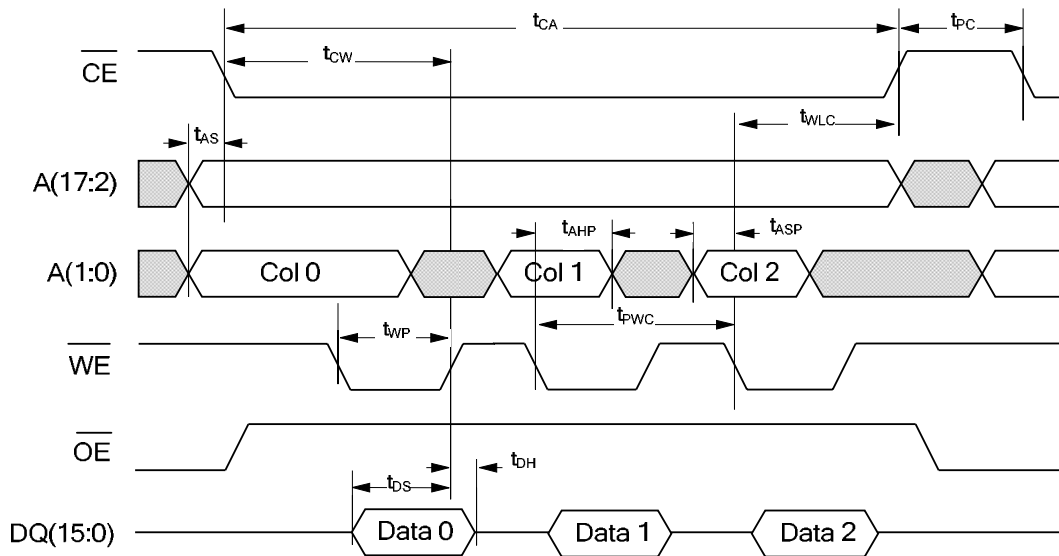 tCA
tPC
CE
tCW
tWLC
tAS
A(17:2)
tAHP
tASP
A(1:0)
Col 0
Col 1
Col 2
tWP
tPWC
WE
OE
tDH
tDS
DQ(15:0)
Data 0
Data 1
Data 2